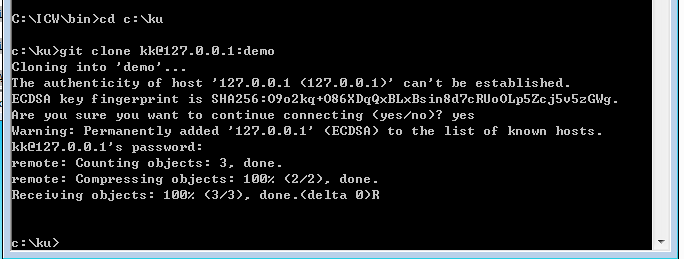 C:\ICW\bin>cd c:\ku
c:\ku>git clone kk@127.0.0.1:demo
Cloning into 'demo'...
The authenticity of host '127.0.0.1 (127.0.0.1)' can't be established.
ECDSA key fingerprint is SHA256:O9o2kq+O86XDqQxBLxBsin8d7cRUoOLp5Zcj5v5zGWg.
Are you sure you want to continue connecting (yes/no)? yes
Warning: Permanently added '127.0.0.1' (ECDSA) to the list of known hosts.
kk@127.0.0.1's password:
remote: Counting objects: 3, done.
remote: Compressing objects: 100% (2/2), done.
Receiving objects: 100% (3/3), done.(delta 0)R
c:\ku>